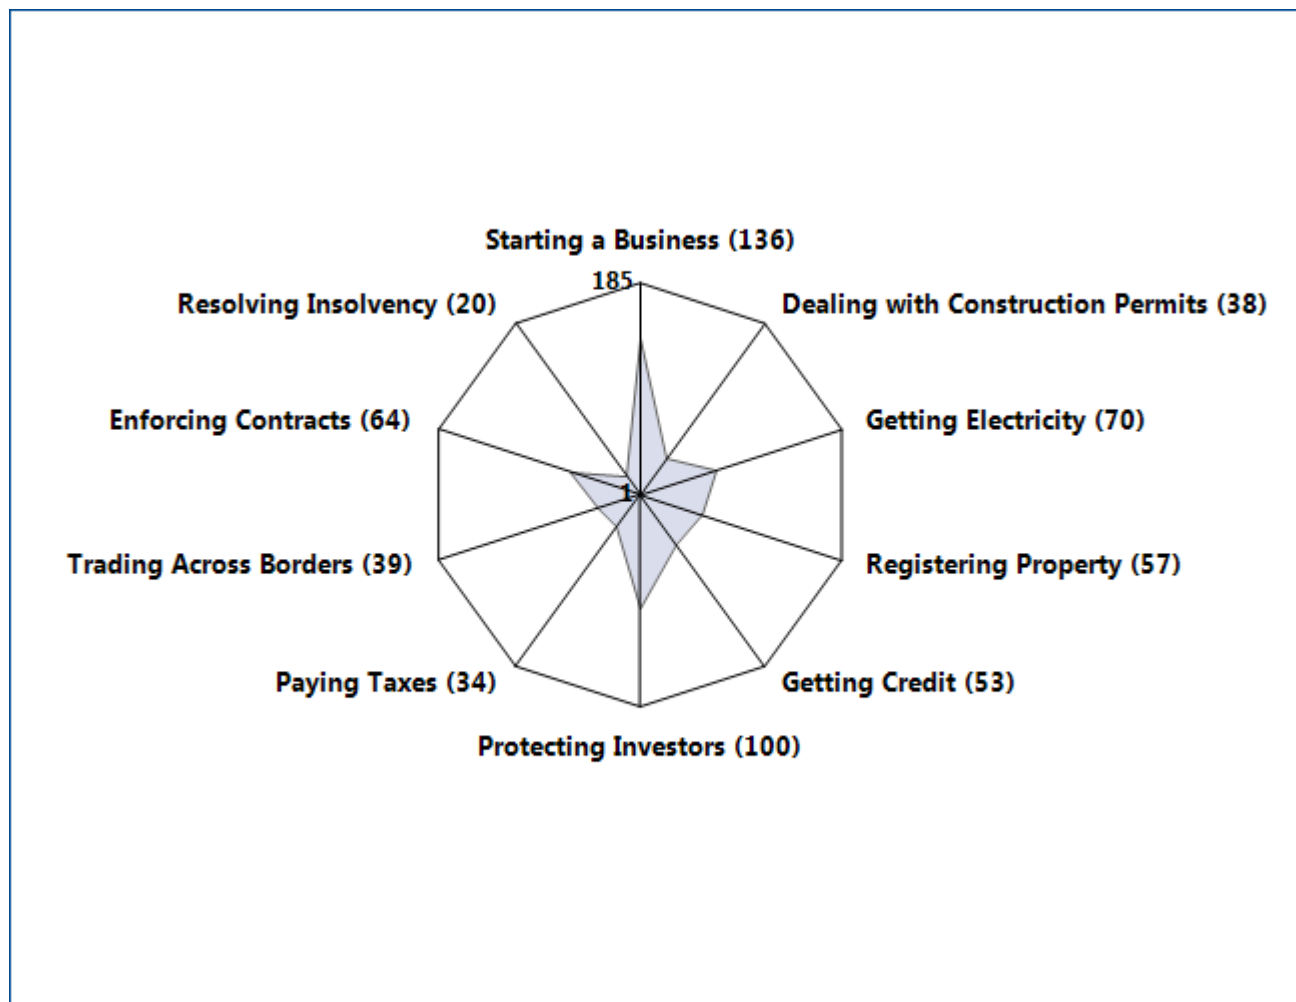 Starting a Business (136)
185
Resolving Insolvency (20)
Dealing with Construction Permits (38)
Enforcing Contracts (64)
Getting Electricity (70)
1
Trading Across Borders (39)
Registering Property (57)
Paying Taxes (34)
Getting Credit (53)
Protecting Investors (100)